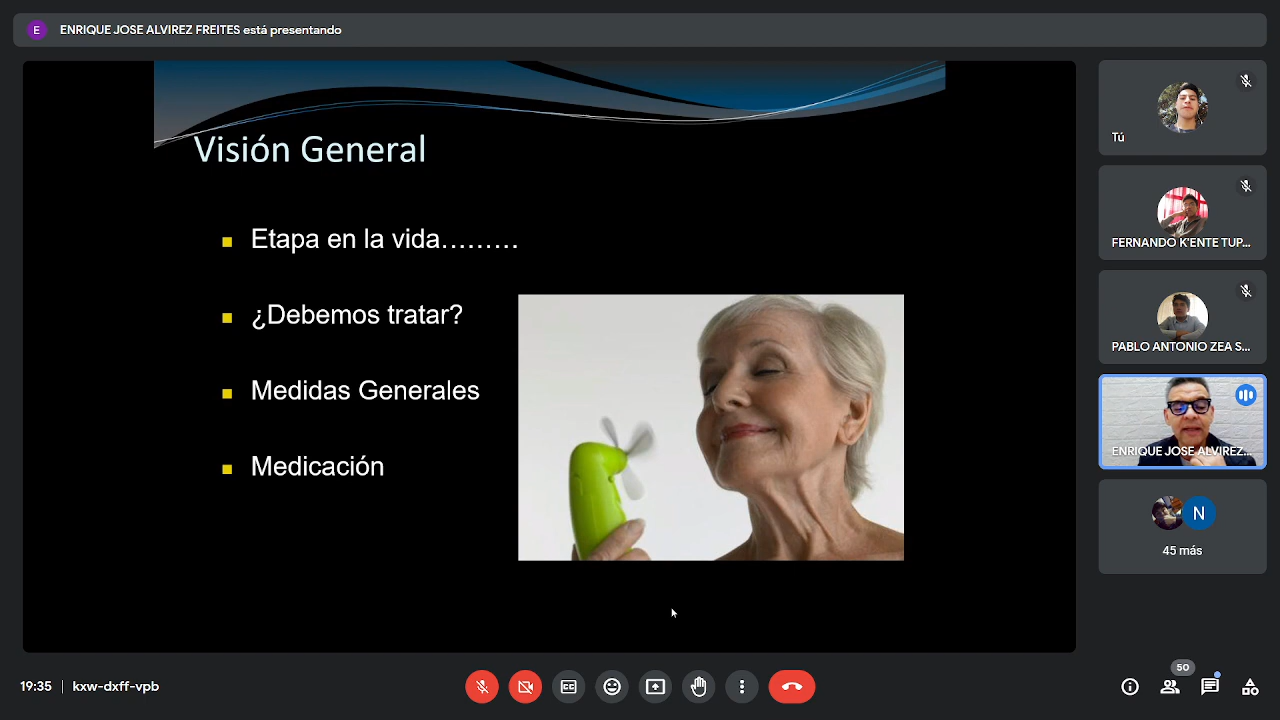 E
ENRIQUE JOSE ALVIREZ FREITES está presentando
Visión General
Etapa en la vida.........
¿Debemos tratar?
Medidas Generales
Medicación
Tú
FERNANDO K'ENTE TUP...
PABLO ANTONIO ZEA S...
ENRIQUE JOSE ALVIREZ...
N
45 más
19:35 | kxw-dxff-vpb
50